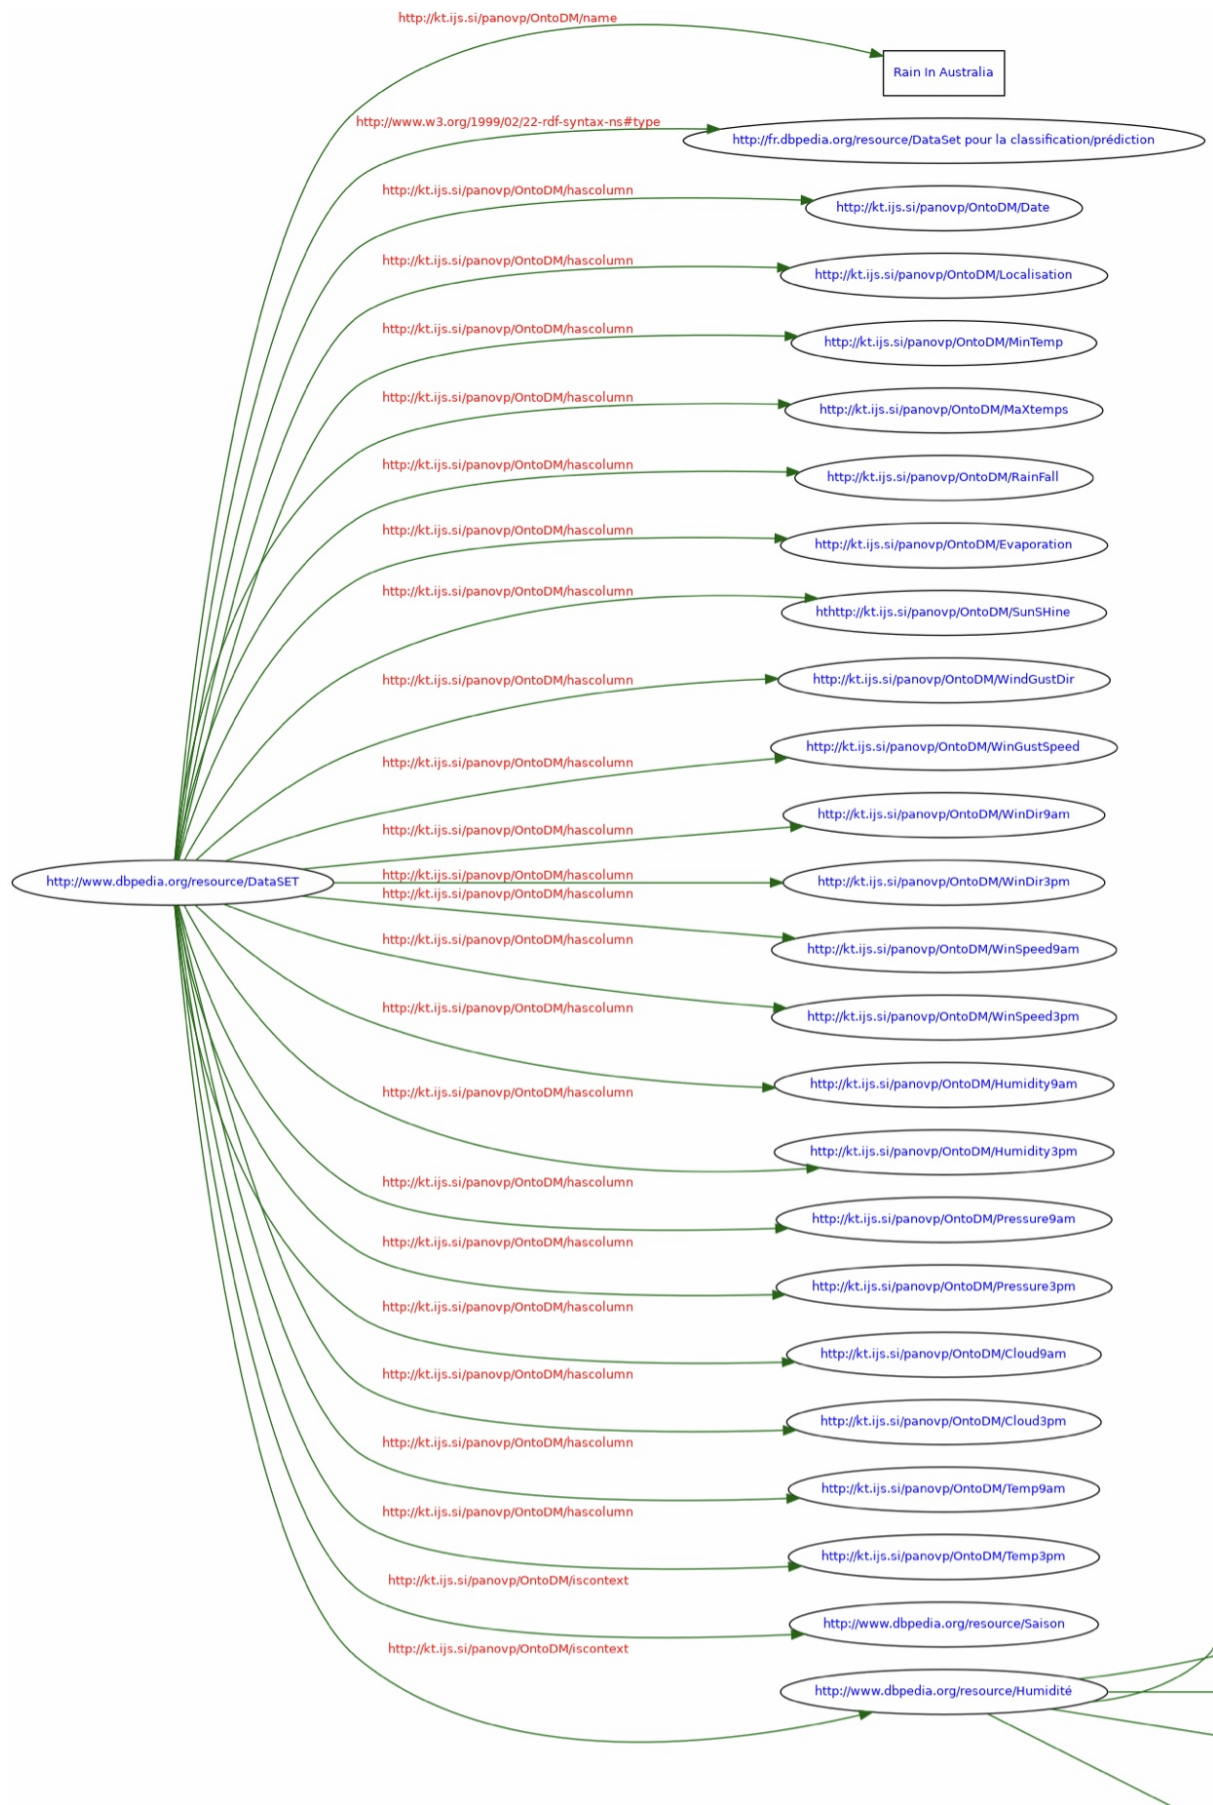 http://kt.ijs.si/panovp/OntoDM/name
Rain In Australia
http://www.w3.org/1999/02/22-rdf-syntax-ns#type
http://fr.dbpedia.org/resource/DataSet pour la classification/prédiction
http://kt.ijs.si/panovp/OntoDM/hascolumn
http://kt.ijs.si/panovp/OntoDM/Date
http://kt.ijs.si/panovp/OntoDM/hascolumn
http://kt.ijs.si/panovp/OntoDM/Localisation
http://kt.ijs.si/panovp/OntoDM/hascolumn
http://kt.ijs.si/panovp/OntoDM/MinTemp
http://kt.ijs.si/panovp/OntoDM/hascolumn
http://kt.ijs.si/panovp/OntoDM/MaXtemps
http://kt.ijs.si/panovp/OntoDM/hascolumn
http://kt.ijs.si/panovp/OntoDM/RainFall
http://kt.ijs.si/panovp/OntoDM/hascolumn
http://kt.ijs.si/panovp/OntoDM/Evaporation
http://kt.ijs.si/panovp/OntoDM/hascolumn
hthttp://kt.ijs.si/panovp/OntoDM/SunSHine
http://kt.ijs.si/panovp/OntoDM/hascolumn
http://kt.ijs.si/panovp/OntoDM/WindGustDir
http://kt.ijs.si/panovp/OntoDM/hascolumn
http://kt.ijs.si/panovp/OntoDM/WinGustSpeed
http://kt.ijs.si/panovp/OntoDM/hascolumn
http://kt.ijs.si/panovp/OntoDM/WinDir9am
http://www.dbpedia.org/resource/DataSET
http://kt.ijs.si/panovp/OntoDM/hascolumn
http://kt.ijs.si/panovp/OntoDM/WinDir3pm
http://kt.ijs.si/panovp/OntoDM/hascolumn
http://kt.ijs.si/panovp/OntoDM/WinSpeed9am
http://kt.ijs.si/panovp/OntoDM/hascolumn
http://kt.ijs.si/panovp/OntoDM/WinSpeed3pm
http://kt.ijs.si/panovp/OntoDM/hascolumn
http://kt.ijs.si/panovp/OntoDM/Humidity9am
http://kt.ijs.si/panovp/OntoDM/hascolumn
http://kt.ijs.si/panovp/OntoDM/Humidity3pm
http://kt.ijs.si/panovp/OntoDM/hascolumn
http://kt.ijs.si/panovp/OntoDM/Pressure9am
http://kt.ijs.si/panovp/OntoDM/hascolumn
http://kt.ijs.si/panovp/OntoDM/Pressure3pm
http://kt.ijs.si/panovp/OntoDM/hascolumn
http://kt.ijs.si/panovp/OntoDM/Cloud9am
http://kt.ijs.si/panovp/OntoDM/hascolumn
http://kt.ijs.si/panovp/OntoDM/Cloud3pm
http://kt.ijs.si/panovp/OntoDM/hascolumn
http://kt.ijs.si/panovp/OntoDM/Temp9am
http://kt.ijs.si/panovp/OntoDM/hascolumn
http://kt.ijs.si/panovp/OntoDM/Temp3pm
http://kt.ijs.si/panovp/OntoDM/iscontext
http://www.dbpedia.org/resource/Saison
http://kt.ijs.si/panovp/OntoDM/iscontext
http://www.dbpedia.org/resource/Humidité